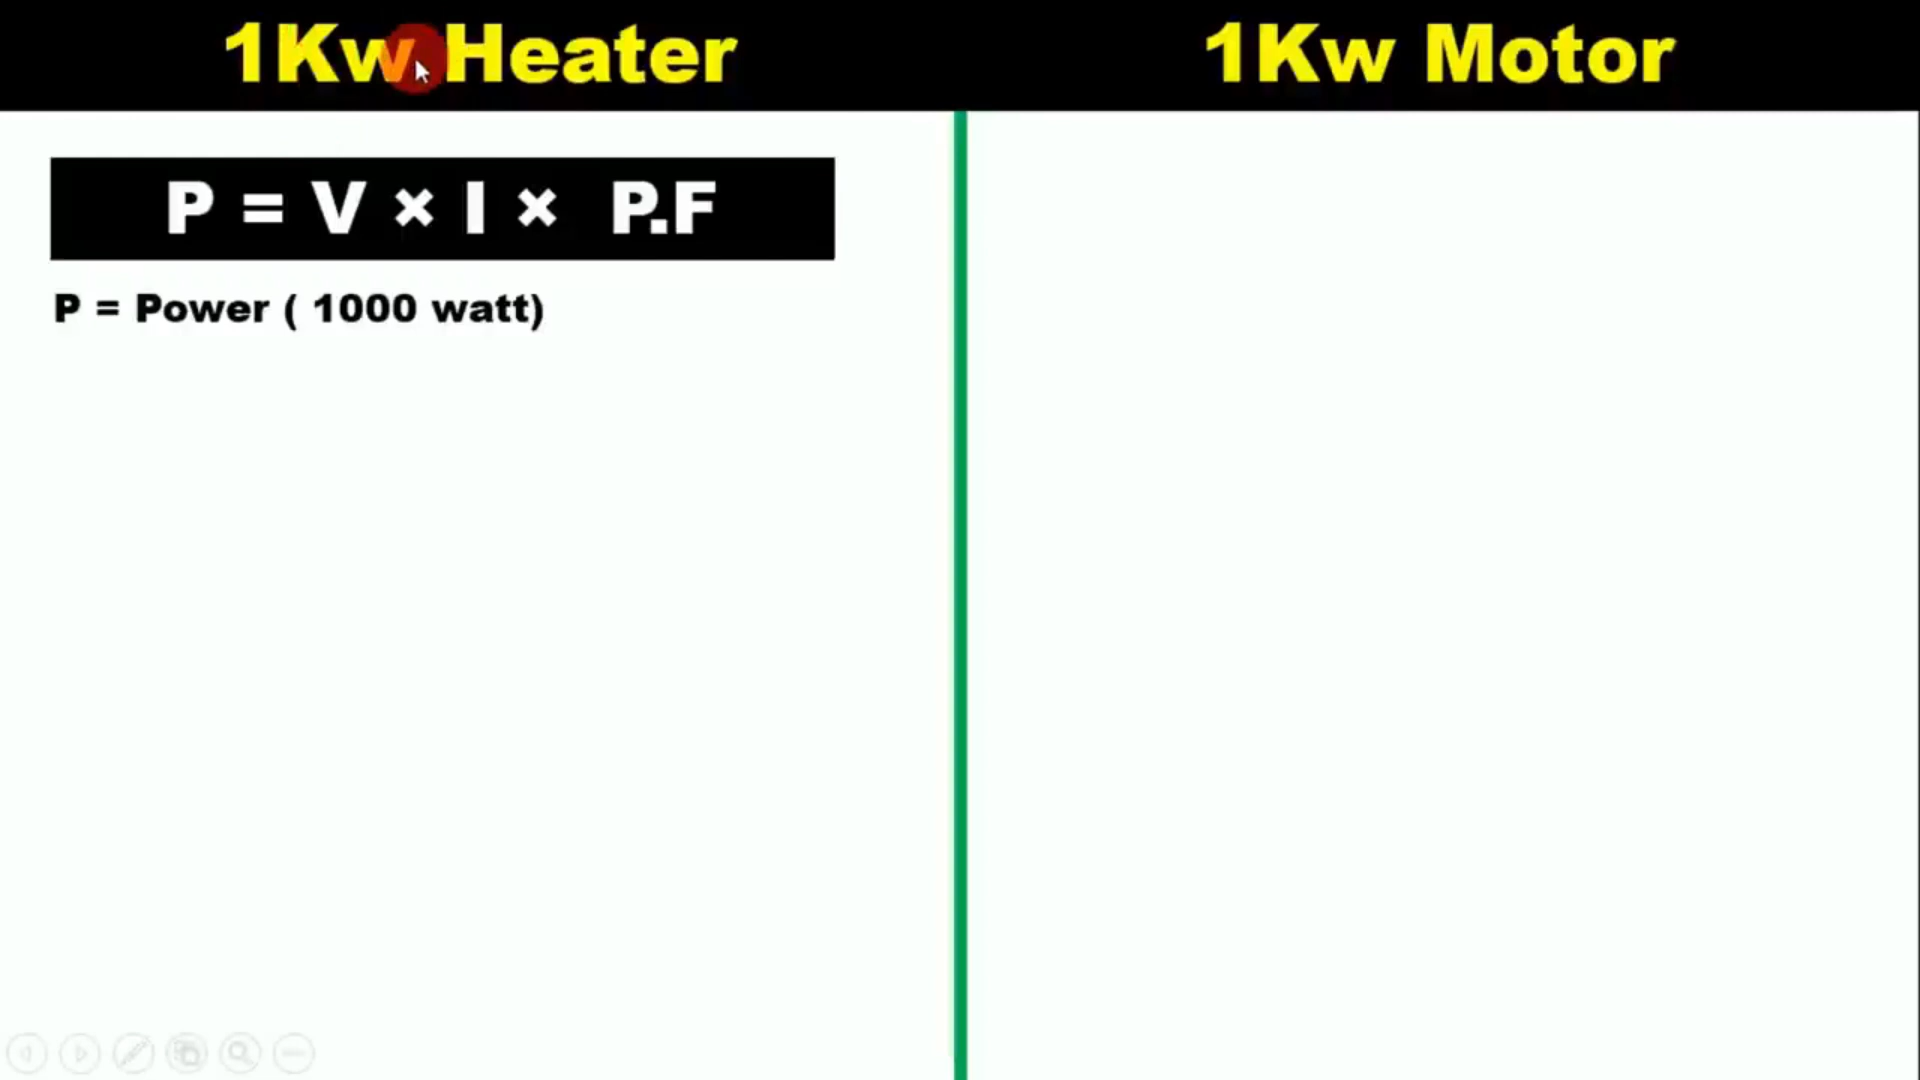 1Kw Heater
1Kw Motor
P = V × I × P.F
P = Power ( 1000 watt)